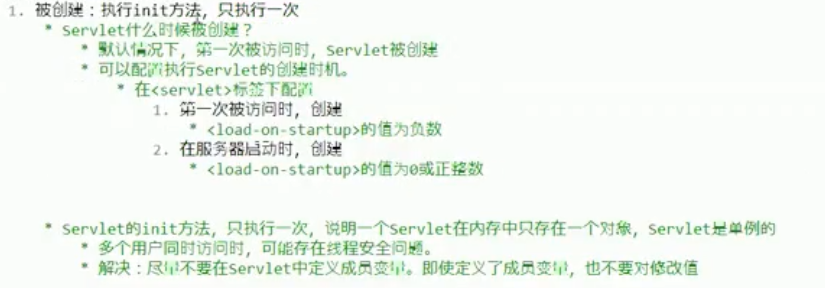 1. 被创建：执行init方法，只执行一次
* Servlet什么时候被创建？
* 默认情况下，第一次被访问时，Servlet被创建
* 可以配置执行Servlet的创建时机。
* 在<servlet>标签下配置
1. 第一次被访问时，创建
* <load-on-startup>的值为负数
2. 在服务器启动时，创建
* <load-on-startup>的值为0或正整数
* Servlet的init方法，只执行一次，说明一个Servlet在内存中只存在一个对象，Servlet是单例的
* 多个用户同时访问时，可能存在线程安全问题。
* 解决：尽量不要在Servlet中定义成员变量。即使定义了成员变量，也不要对修改值